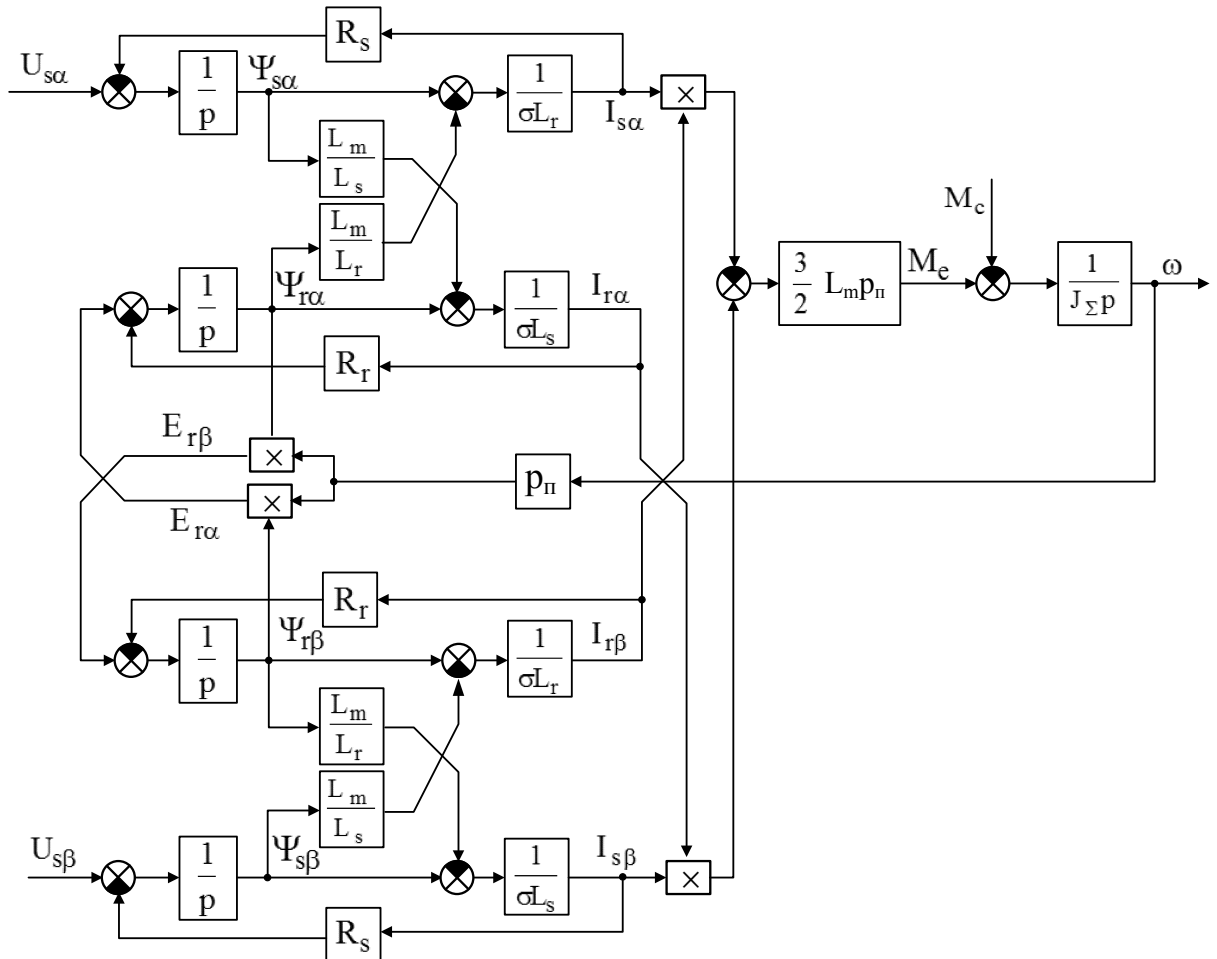 R_s
U_sα
1/p
Ψ_sα
1/σL_r
I_sα
×
L_m/L_s
L_m/L_r
M_c
1/p
Ψ_rα
1/σL_s
I_rα
3/2 L_m p_п
M_e
1/J_Σ p
ω
R_r
E_rβ
×
p_п
×
E_rα
R_r
1/p
Ψ_rβ
1/σL_r
I_rβ
L_m/L_r
L_m/L_s
U_sβ
1/p
Ψ_sβ
1/σL_s
I_sβ
×
R_s